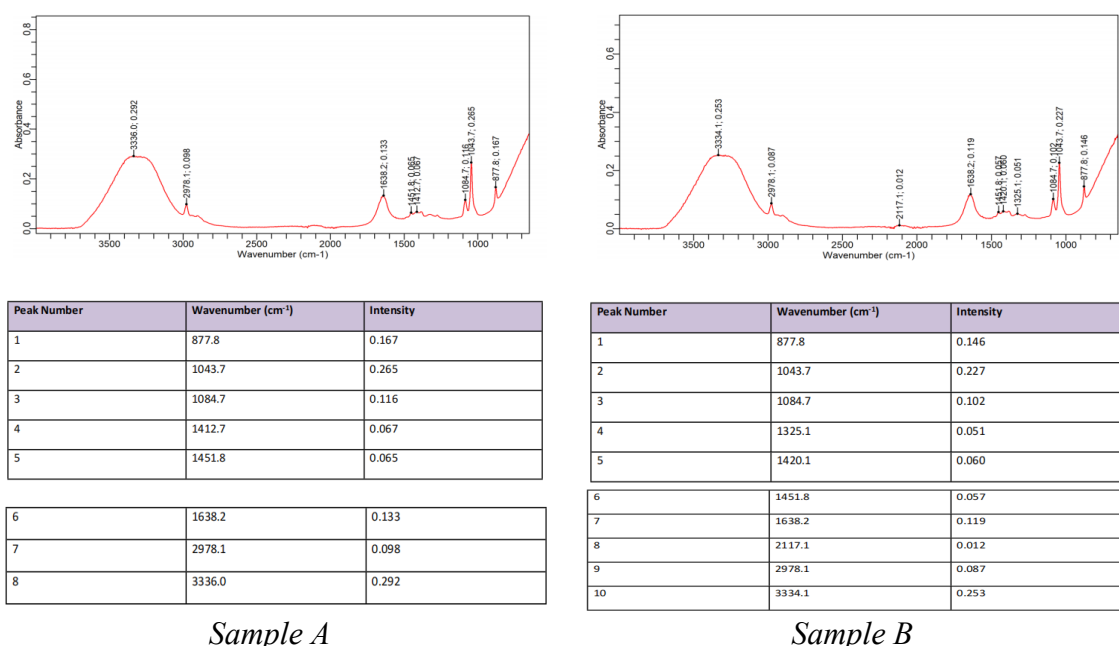 0.8
0.6
0.4
0.2
0
Absorbance
3336.0; 0.292
2978.1; 0.098
1638.2; 0.133
1451.8; 0.065
1412.7; 0.067
1084.7; 0.116
1043.7; 0.265
877.8; 0.167
3500 3000 2500 2000 1500 1000
Wavenumber (cm-1)
Peak Number Wavenumber (cm-1) Intensity
1 877.8 0.167
2 1043.7 0.265
3 1084.7 0.116
4 1412.7 0.067
5 1451.8 0.065
6 1638.2 0.133
7 2978.1 0.098
8 3336.0 0.292
Sample A
0.6
0.4
0.2
0
Absorbance
3334.1; 0.253
2978.1; 0.087
2117.1; 0.012
1638.2; 0.119
1451.8; 0.057
1420.1; 0.060
1325.1; 0.051
1084.7; 0.102
1043.7; 0.227
877.8; 0.146
3500 3000 2500 2000 1500 1000
Wavenumber (cm-1)
Peak Number Wavenumber (cm-1) Intensity
1 877.8 0.146
2 1043.7 0.227
3 1084.7 0.102
4 1325.1 0.051
5 1420.1 0.060
6 1451.8 0.057
7 1638.2 0.119
8 2117.1 0.012
9 2978.1 0.087
10 3334.1 0.253
Sample B